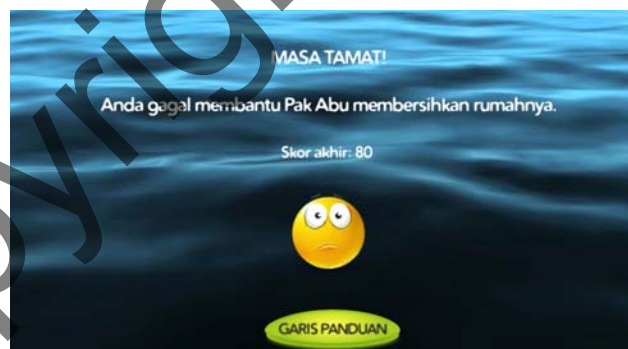 MASA TAMAT!
Anda gagal membantu Pak Abu membersihkan rumahnya.
Skor akhir: 80
GARIS PANDUAN